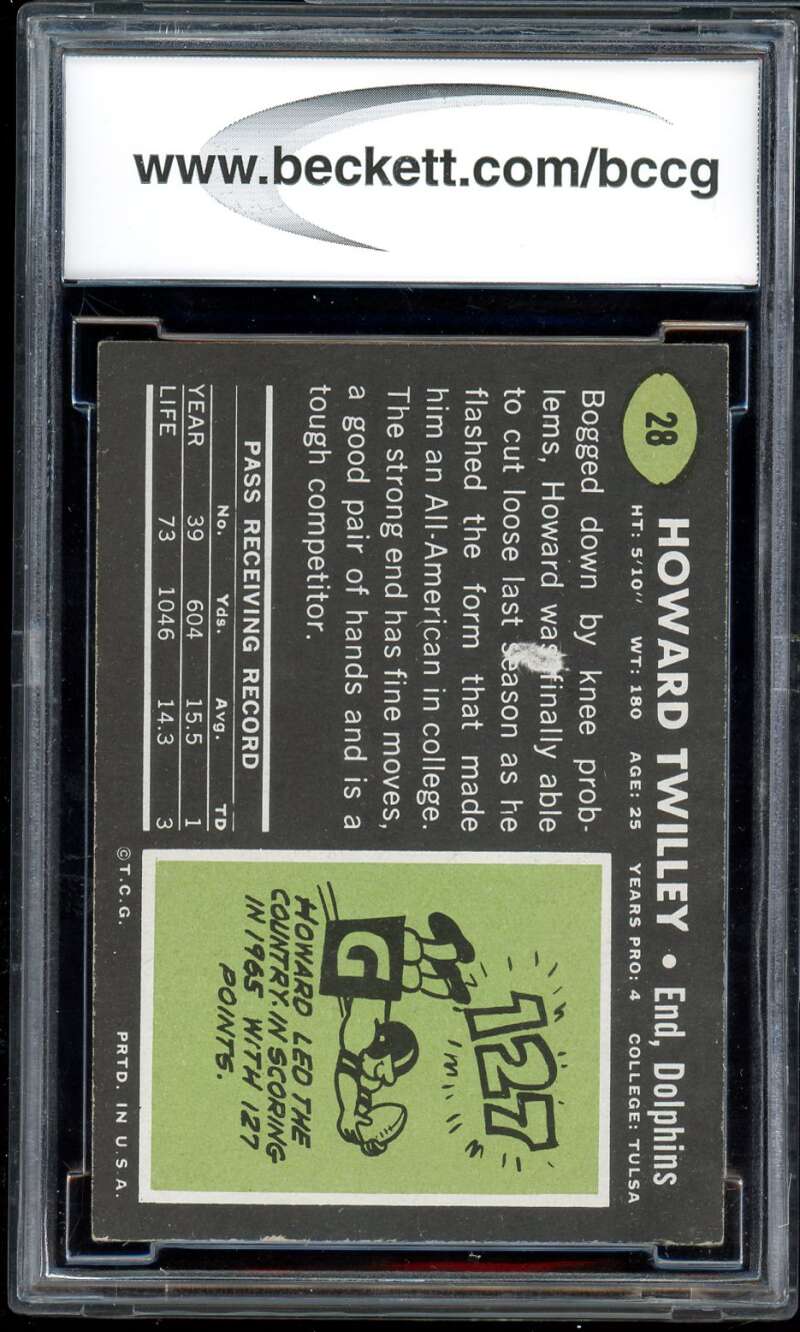 www.beckett.com/bccg
28
HOWARD TWILLEY • End, Dolphins
HT: 5'10" WT: 180 AGE: 25 YEARS PRO: 4 COLLEGE: TULSA
Bogged down by knee prob-
lems, Howard was finally able
to cut loose last season as he
flashed the form that made
him an All-American in college.
The strong end has fine moves,
a good pair of hands and is a
tough competitor.
PASS RECEIVING RECORD
No. Yds. Avg. TD
YEAR 39 604 15.5 1
LIFE 73 1046 14.3 3
127
G
HOWARD LED THE
COUNTRY IN SCORING
IN 1965 WITH 127
POINTS.
©T.C.G. PRTD. IN U.S.A.